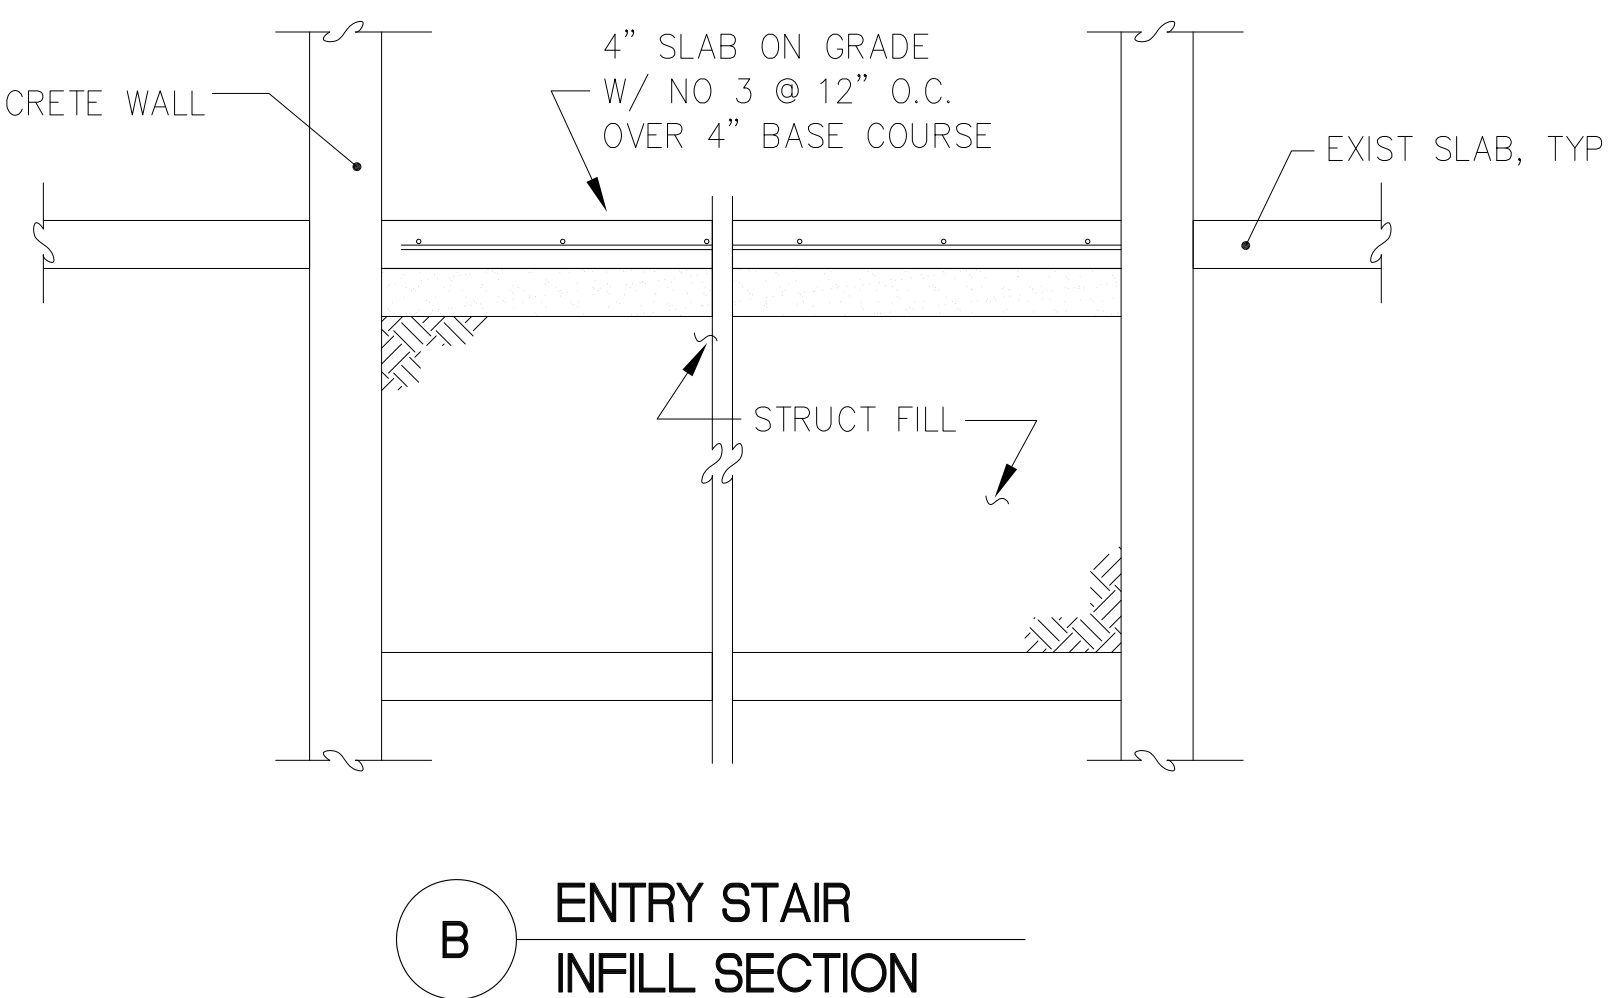 4” SLAB ON GRADE
W/ NO 3 @ 12” O.C.
OVER 4” BASE COURSE
CRETE WALL
EXIST SLAB, TYP
STRUCT FILL
B
ENTRY STAIR
INFILL SECTION